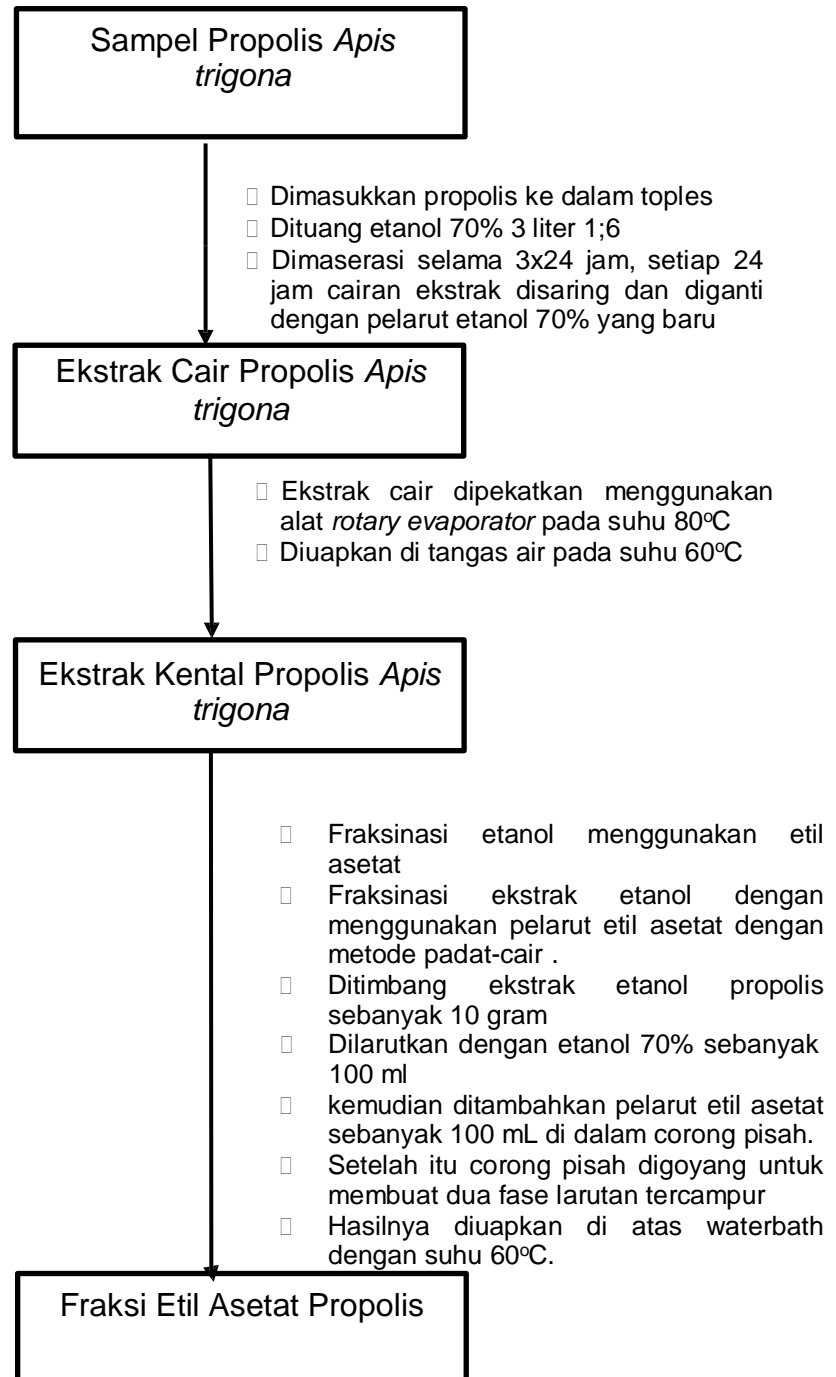 Sampel Propolis Apis
trigona
Dimasukkan propolis ke dalam toples
Dituang etanol 70% 3 liter 1;6
Dimaserasi selama 3x24 jam, setiap 24
jam cairan ekstrak disaring dan diganti
dengan pelarut etanol 70% yang baru
Ekstrak Cair Propolis Apis
trigona
Ekstrak cair dipekatkan menggunakan
alat rotary evaporator pada suhu 80oC
Diuapkan di tangas air pada suhu 60oC
Ekstrak Kental Propolis Apis
trigona
Fraksinasi etanol menggunakan etil
asetat
Fraksinasi ekstrak etanol dengan
menggunakan pelarut etil asetat dengan
metode padat-cair .
Ditimbang ekstrak etanol propolis
sebanyak 10 gram
Dilarutkan dengan etanol 70% sebanyak
100 ml
kemudian ditambahkan pelarut etil asetat
sebanyak 100 mL di dalam corong pisah.
Setelah itu corong pisah digoyang untuk
membuat dua fase larutan tercampur
Hasilnya diuapkan di atas waterbath
dengan suhu 60oC.
Fraksi Etil Asetat Propolis